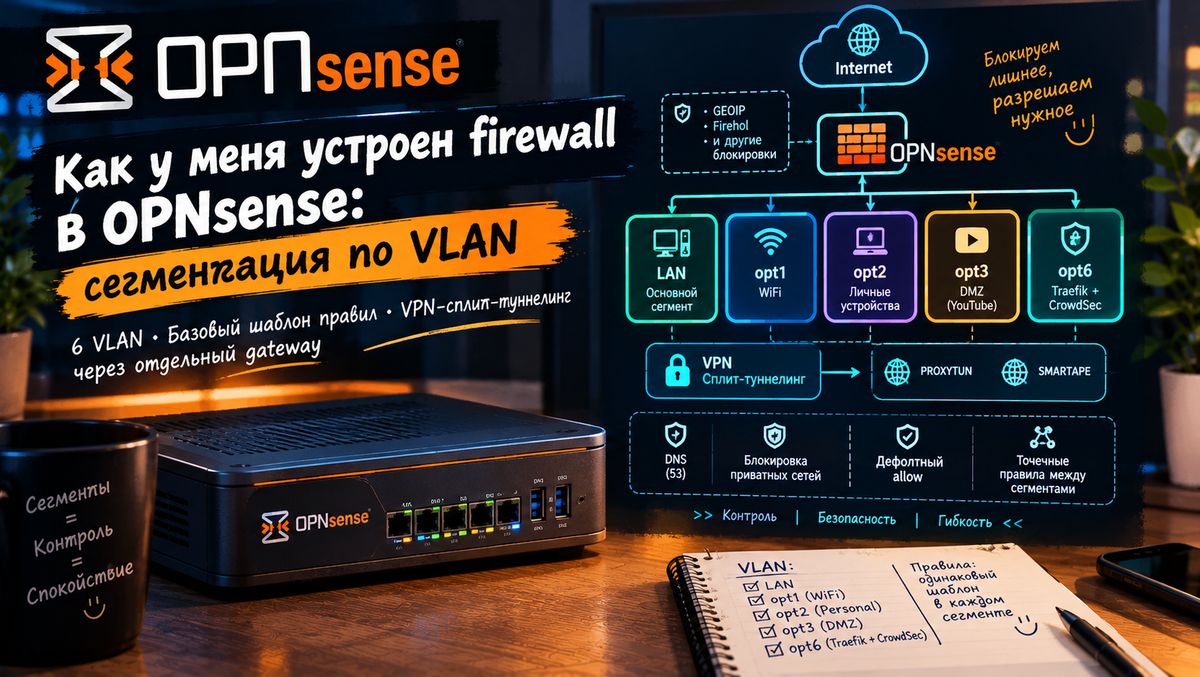 OPNsense
Как у меня устроен firewall
в OPNsense:
сегментация по VLAN
6 VLAN • Базовый шаблон правил • VPN-сплит-туннелинг
через отдельный gateway
Internet
Блокируем
лишнее,
разрешаем
нужное
• GEOIP
• Firehol
• и другие
блокировки
OPNsense
LAN
Основной
сегмент
opt1
WiFi
opt2
Личные
устройства
opt3
DMZ
(YouTube)
opt6
Traefik +
CrowdSec
VPN
Сплит-туннелинг
PROXYTUN
SMARTAPE
DNS
(53)
Блокировка
приватных сетей
Дефолтный
allow
Точечные
правила между
сегментами
>> Контроль | Безопасность | Гибкость <<
Сегменты
=
Контроль
=
Спокойствие
OPNsense
VLAN:
LAN
opt1 (WiFi)
opt2 (Personal)
opt3 (DMZ)
opt6 (Traefik + CrowdSec)
Правила:
одинаковый
шаблон
в каждом
сегменте